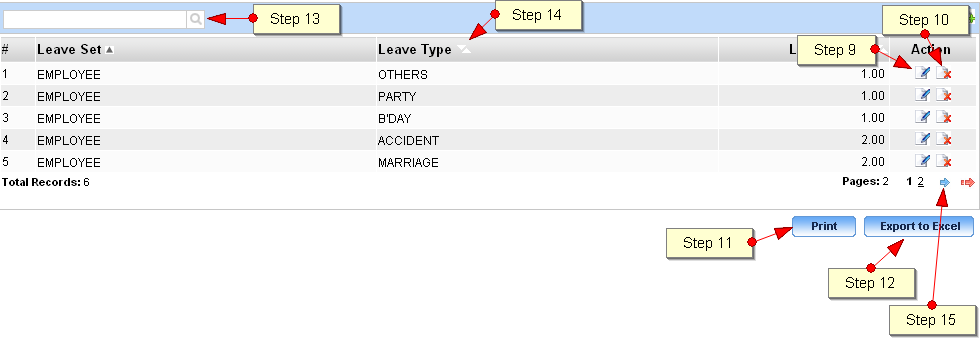 Step 13
Step 14
Step 10
Step 9
# Leave Set Leave Type L Action
1 EMPLOYEE OTHERS 1.00
2 EMPLOYEE PARTY 1.00
3 EMPLOYEE B'DAY 1.00
4 EMPLOYEE ACCIDENT 2.00
5 EMPLOYEE MARRIAGE 2.00
Total Records: 6 Pages: 2 1 2
Print Export to Excel
Step 11
Step 12
Step 15